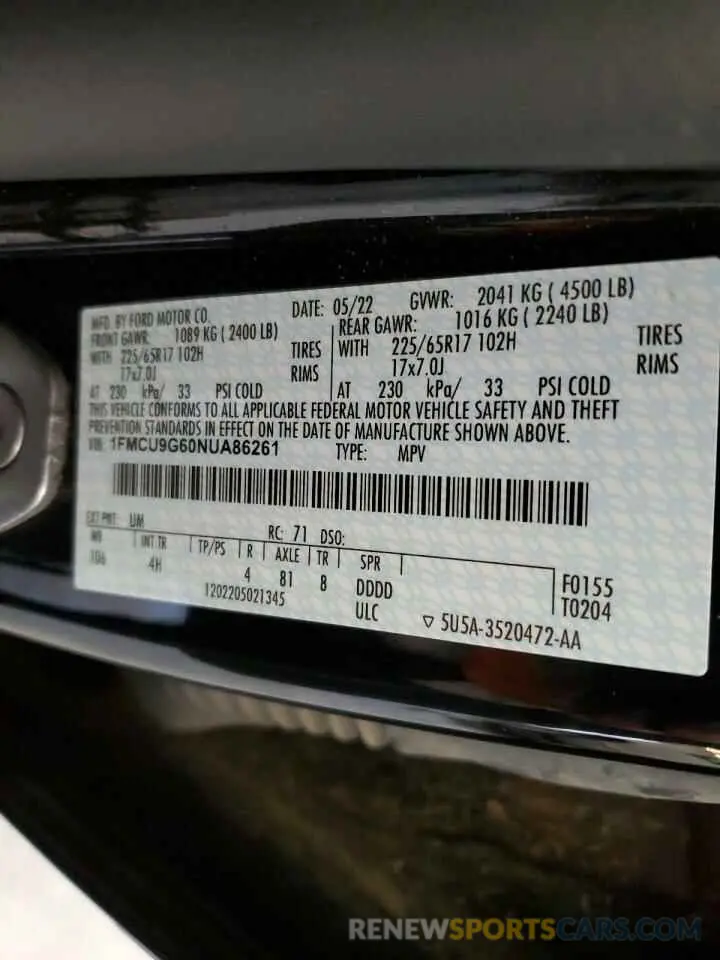 MFD. BY FORD MOTOR CO. DATE: 05/22 GVWR: 2041 KG ( 4500 LB)
FRONT GAWR: 1089 KG ( 2400 LB) REAR GAWR: 1016 KG ( 2240 LB)
WITH 225/65R17 102H TIRES WITH 225/65R17 102H TIRES
17x7.0J RIMS 17x7.0J RIMS
AT 230 kPa/ 33 PSI COLD AT 230 kPa/ 33 PSI COLD
THIS VEHICLE CONFORMS TO ALL APPLICABLE FEDERAL MOTOR VEHICLE SAFETY AND THEFT
PREVENTION STANDARDS IN EFFECT ON THE DATE OF MANUFACTURE SHOWN ABOVE.
VIN: 1FMCU9G60NUA86261 TYPE: MPV
EXT PNT: UM RC: 71 DSO:
WB INT TR TP/PS R AXLE TR SPR
106 4H 4 81 8 DDDD F0155
1202205021345 ULC T0204
▽ 5U5A-3520472-AA
RENEWSPORTSCARS.COM